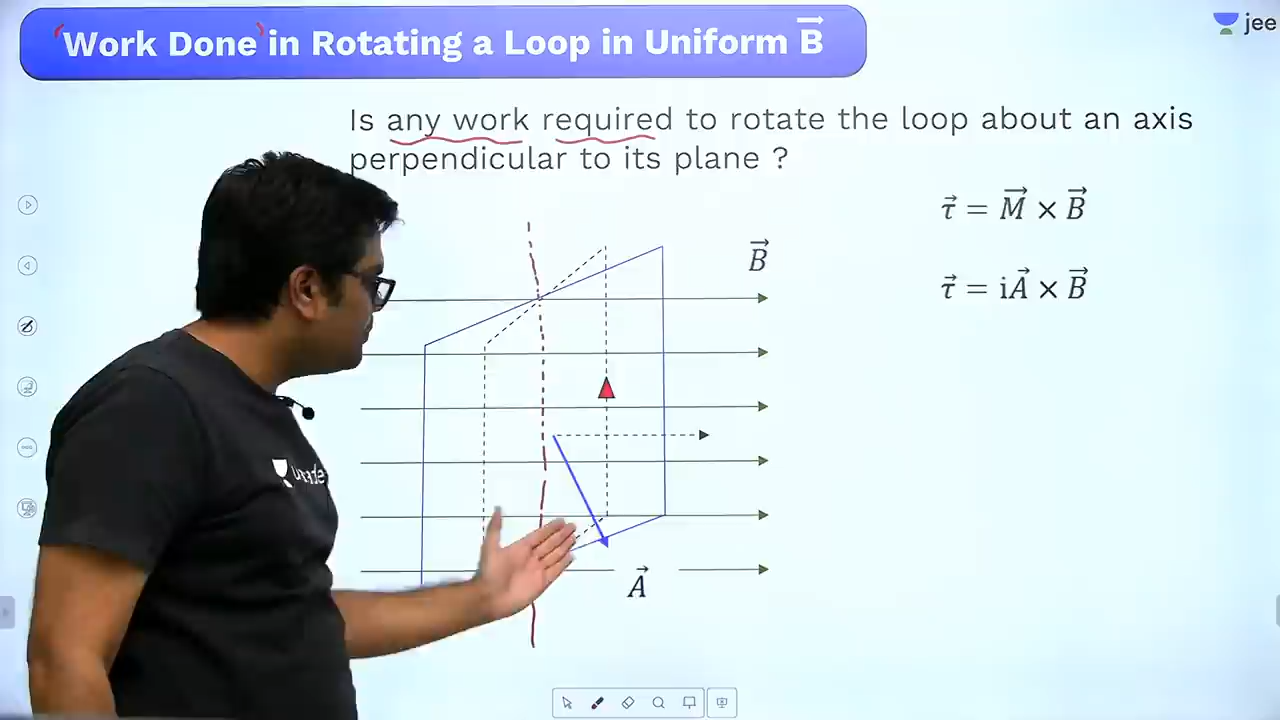 'Work Done' in Rotating a Loop in Uniform B⃗
jee
Is any work required to rotate the loop about an axis
perpendicular to its plane ?
τ⃗ = M⃗ × B⃗
B⃗
τ⃗ = iA⃗ × B⃗
A⃗